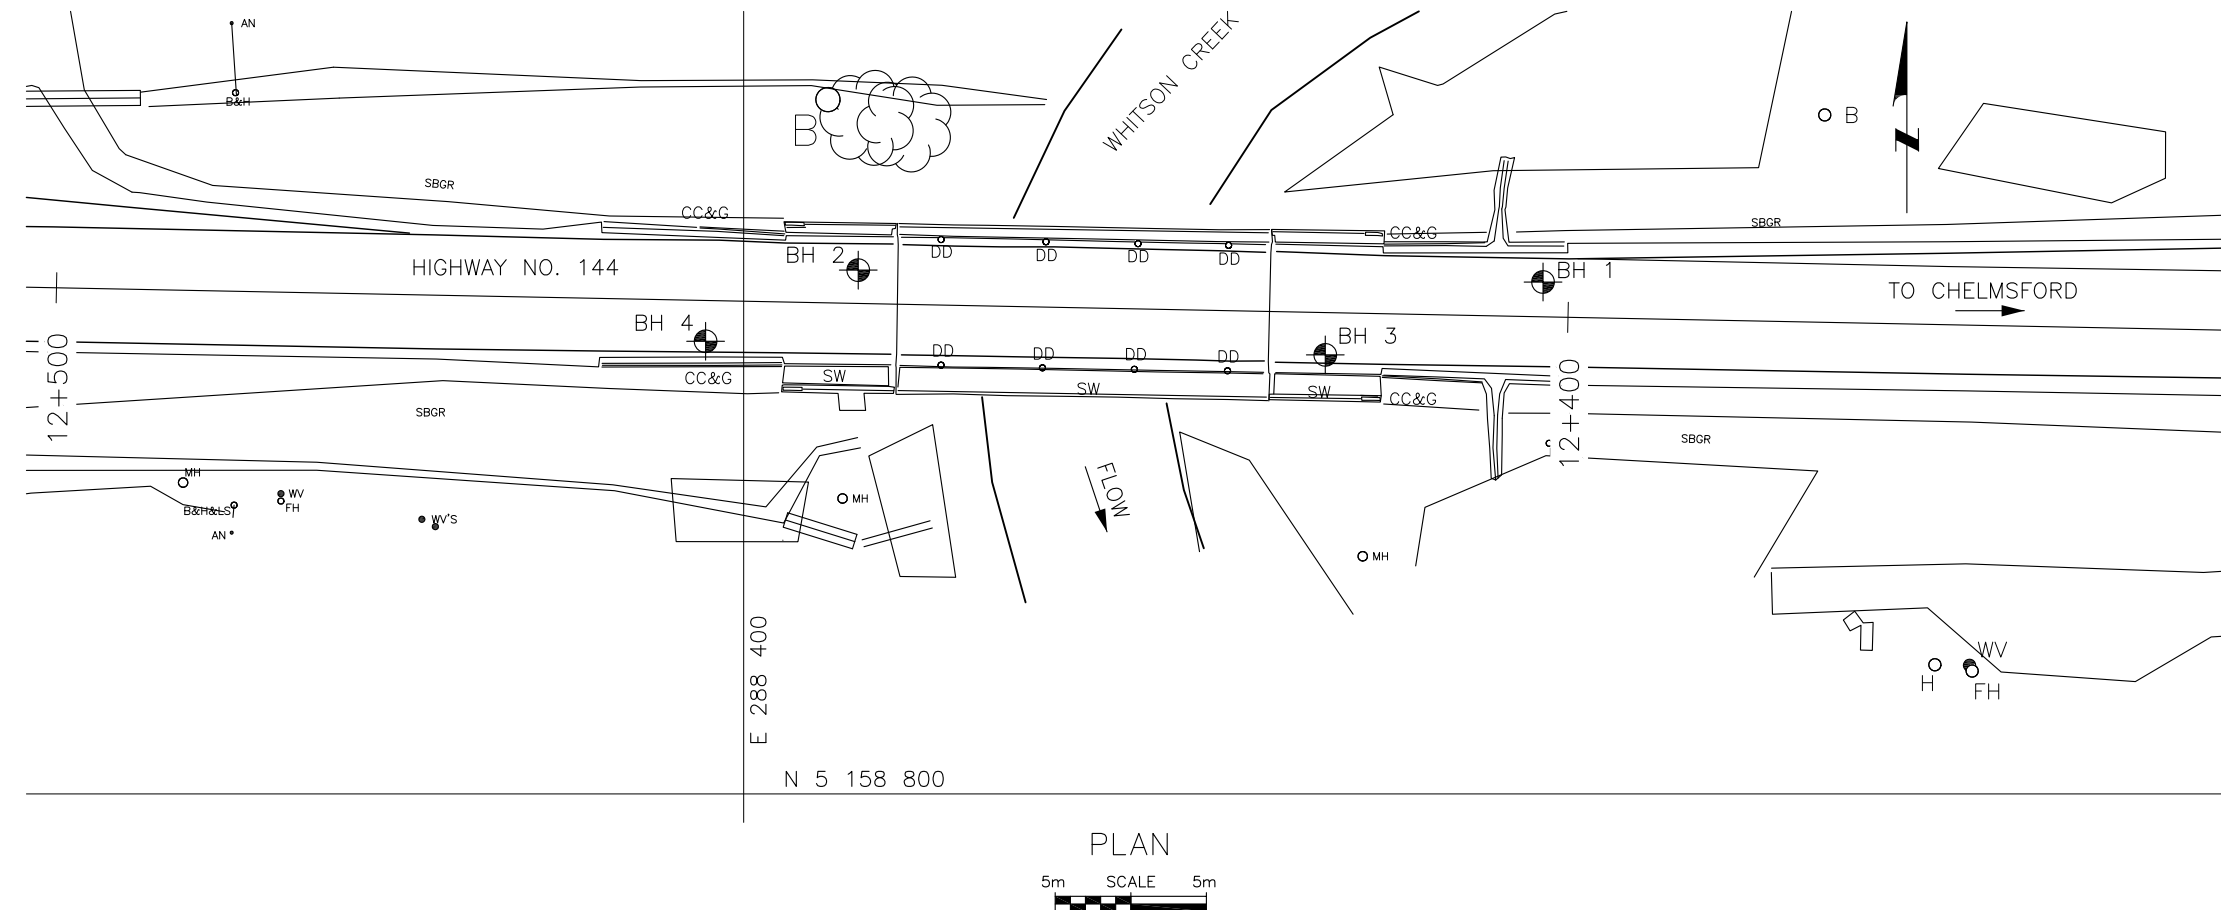 AN
B&H
WHITSON CREEK
B
B
SBGR
CC&G
SBGR
CC&G
BH 2
DD
DD
DD
DD
HIGHWAY NO. 144
BH 1
TO CHELMSFORD
BH 4
BH 3
12+500
DD
DD
DD
DD
12+400
CC&G
SW
SW
SW
CC&G
SBGR
SBGR
MH
WV
FH
B&H&LS
AN
WV'S
MH
FLOW
MH
E 288 400
WV
H
FH
N 5 158 800
PLAN
5m SCALE 5m
N